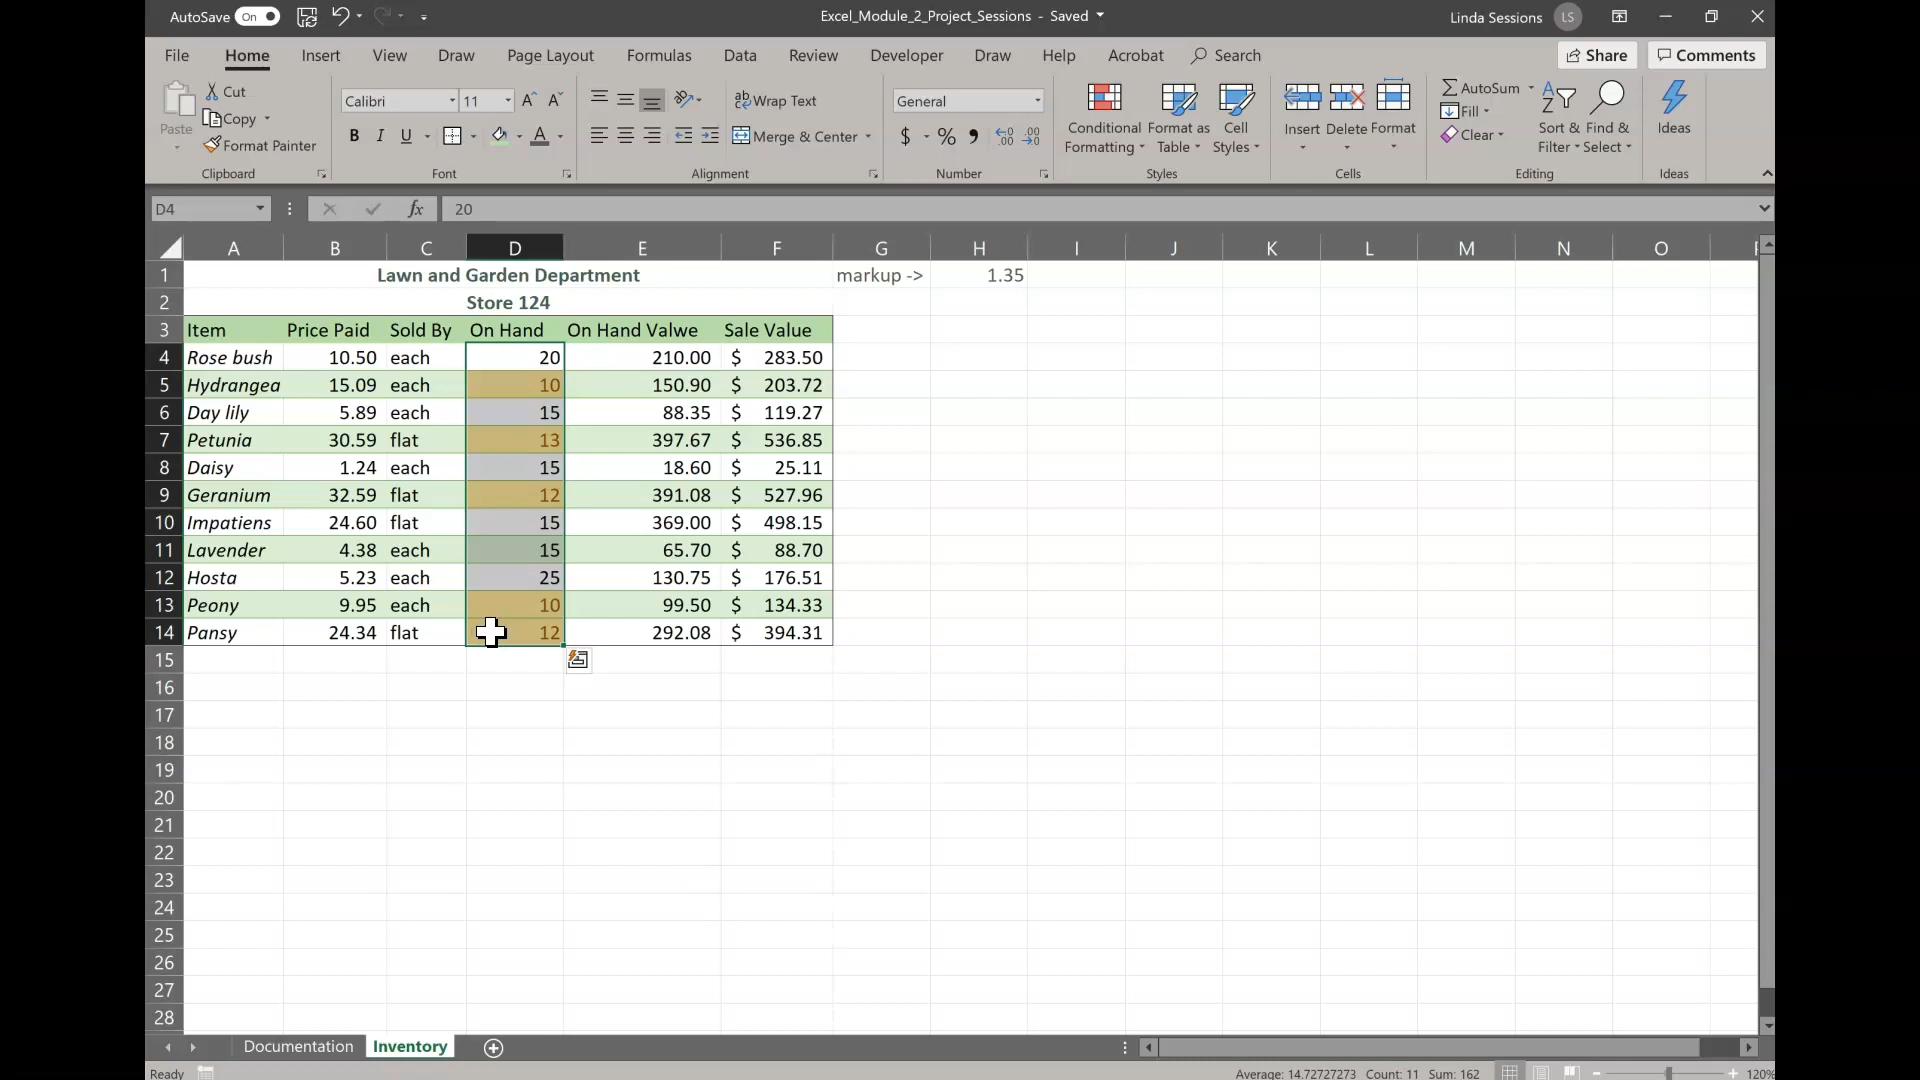 AutoSave On Excel_Module_2_Project_Sessions - Saved Linda Sessions LS
File Home Insert View Draw Page Layout Formulas Data Review Developer Draw Help Acrobat Search Share Comments
Paste
Cut
Copy
Format Painter
Clipboard
Calibri 11 A A
B I U A
Font
ab Wrap Text
Merge & Center
Alignment
General
$ % , .00 .00
Number
Conditional Formatting
Format as Table
Cell Styles
Styles
Insert Delete Format
Cells
AutoSum
Fill
Clear
Sort & Filter
Find & Select
Editing
Ideas
Ideas
D4 fx 20
A B C D E F G H I J K L M N O
1 Lawn and Garden Department markup -> 1.35
2 Store 124
3 Item Price Paid Sold By On Hand On Hand Valwe Sale Value
4 Rose bush 10.50 each 20 210.00 $ 283.50
5 Hydrangea 15.09 each 10 150.90 $ 203.72
6 Day lily 5.89 each 15 88.35 $ 119.27
7 Petunia 30.59 flat 13 397.67 $ 536.85
8 Daisy 1.24 each 15 18.60 $ 25.11
9 Geranium 32.59 flat 12 391.08 $ 527.96
10 Impatiens 24.60 flat 15 369.00 $ 498.15
11 Lavender 4.38 each 15 65.70 $ 88.70
12 Hosta 5.23 each 25 130.75 $ 176.51
13 Peony 9.95 each 10 99.50 $ 134.33
14 Pansy 24.34 flat 12 292.08 $ 394.31
15
16
17
18
19
20
21
22
23
24
25
26
27
28
Documentation Inventory
Ready Average: 14.72727273 Count: 11 Sum: 162 120%